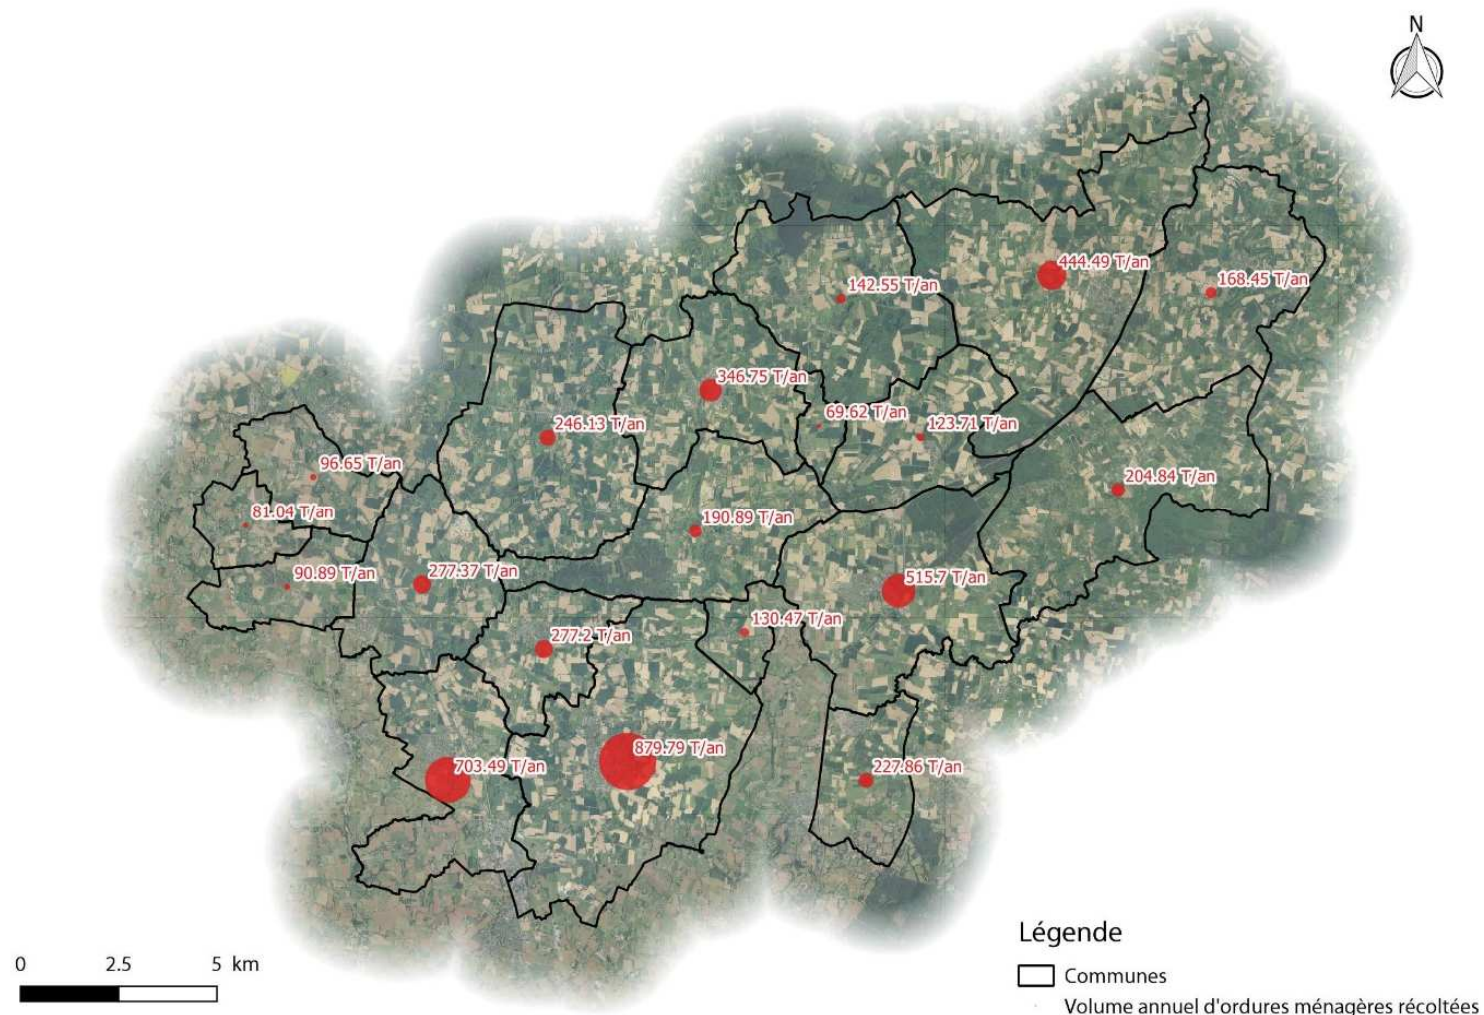 N
444.49 T/an
168.45 T/an
142.55 T/an
346.75 T/an
69.62 T/an
123.71 T/an
246.13 T/an
96.65 T/an
204.84 T/an
81.04 T/an
190.89 T/an
90.89 T/an
277.37 T/an
515.7 T/an
130.47 T/an
277.2 T/an
879.79 T/an
703.49 T/an
227.86 T/an
Légende
0 2.5 5 km
Communes
Volume annuel d'ordures ménagères récoltées